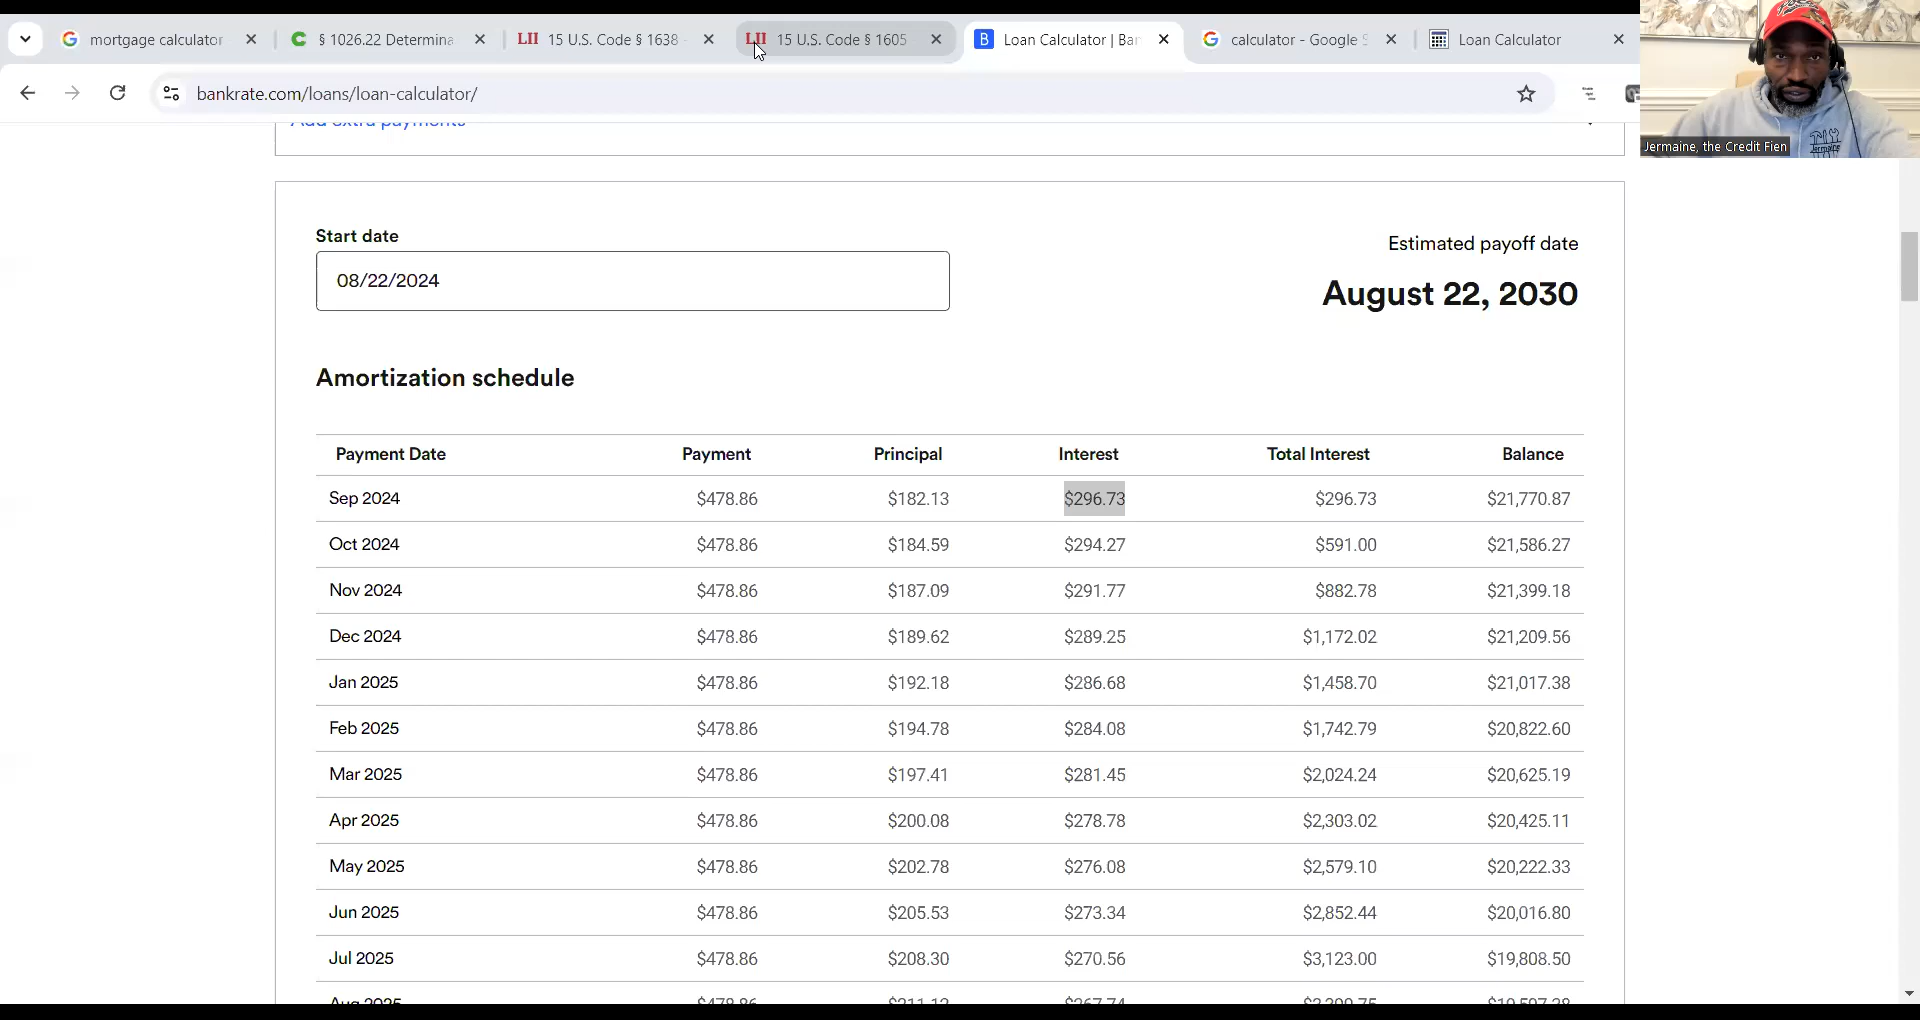 mortgage calculator
§ 1026.22 Determina
LII 15 U.S. Code § 1638 -
LII 15 U.S. Code § 1605
B Loan Calculator | Ban
calculator - Google S
Loan Calculator
bankrate.com/loans/loan-calculator/
Jermaine, the Credit Fien
Add extra payments
Start date
08/22/2024
Estimated payoff date
August 22, 2030
Amortization schedule
Payment Date Payment Principal Interest Total Interest Balance
Sep 2024 $478.86 $182.13 $296.73 $296.73 $21,770.87
Oct 2024 $478.86 $184.59 $294.27 $591.00 $21,586.27
Nov 2024 $478.86 $187.09 $291.77 $882.78 $21,399.18
Dec 2024 $478.86 $189.62 $289.25 $1,172.02 $21,209.56
Jan 2025 $478.86 $192.18 $286.68 $1,458.70 $21,017.38
Feb 2025 $478.86 $194.78 $284.08 $1,742.79 $20,822.60
Mar 2025 $478.86 $197.41 $281.45 $2,024.24 $20,625.19
Apr 2025 $478.86 $200.08 $278.78 $2,303.02 $20,425.11
May 2025 $478.86 $202.78 $276.08 $2,579.10 $20,222.33
Jun 2025 $478.86 $205.53 $273.34 $2,852.44 $20,016.80
Jul 2025 $478.86 $208.30 $270.56 $3,123.00 $19,808.50
Aug 2025 $478.86